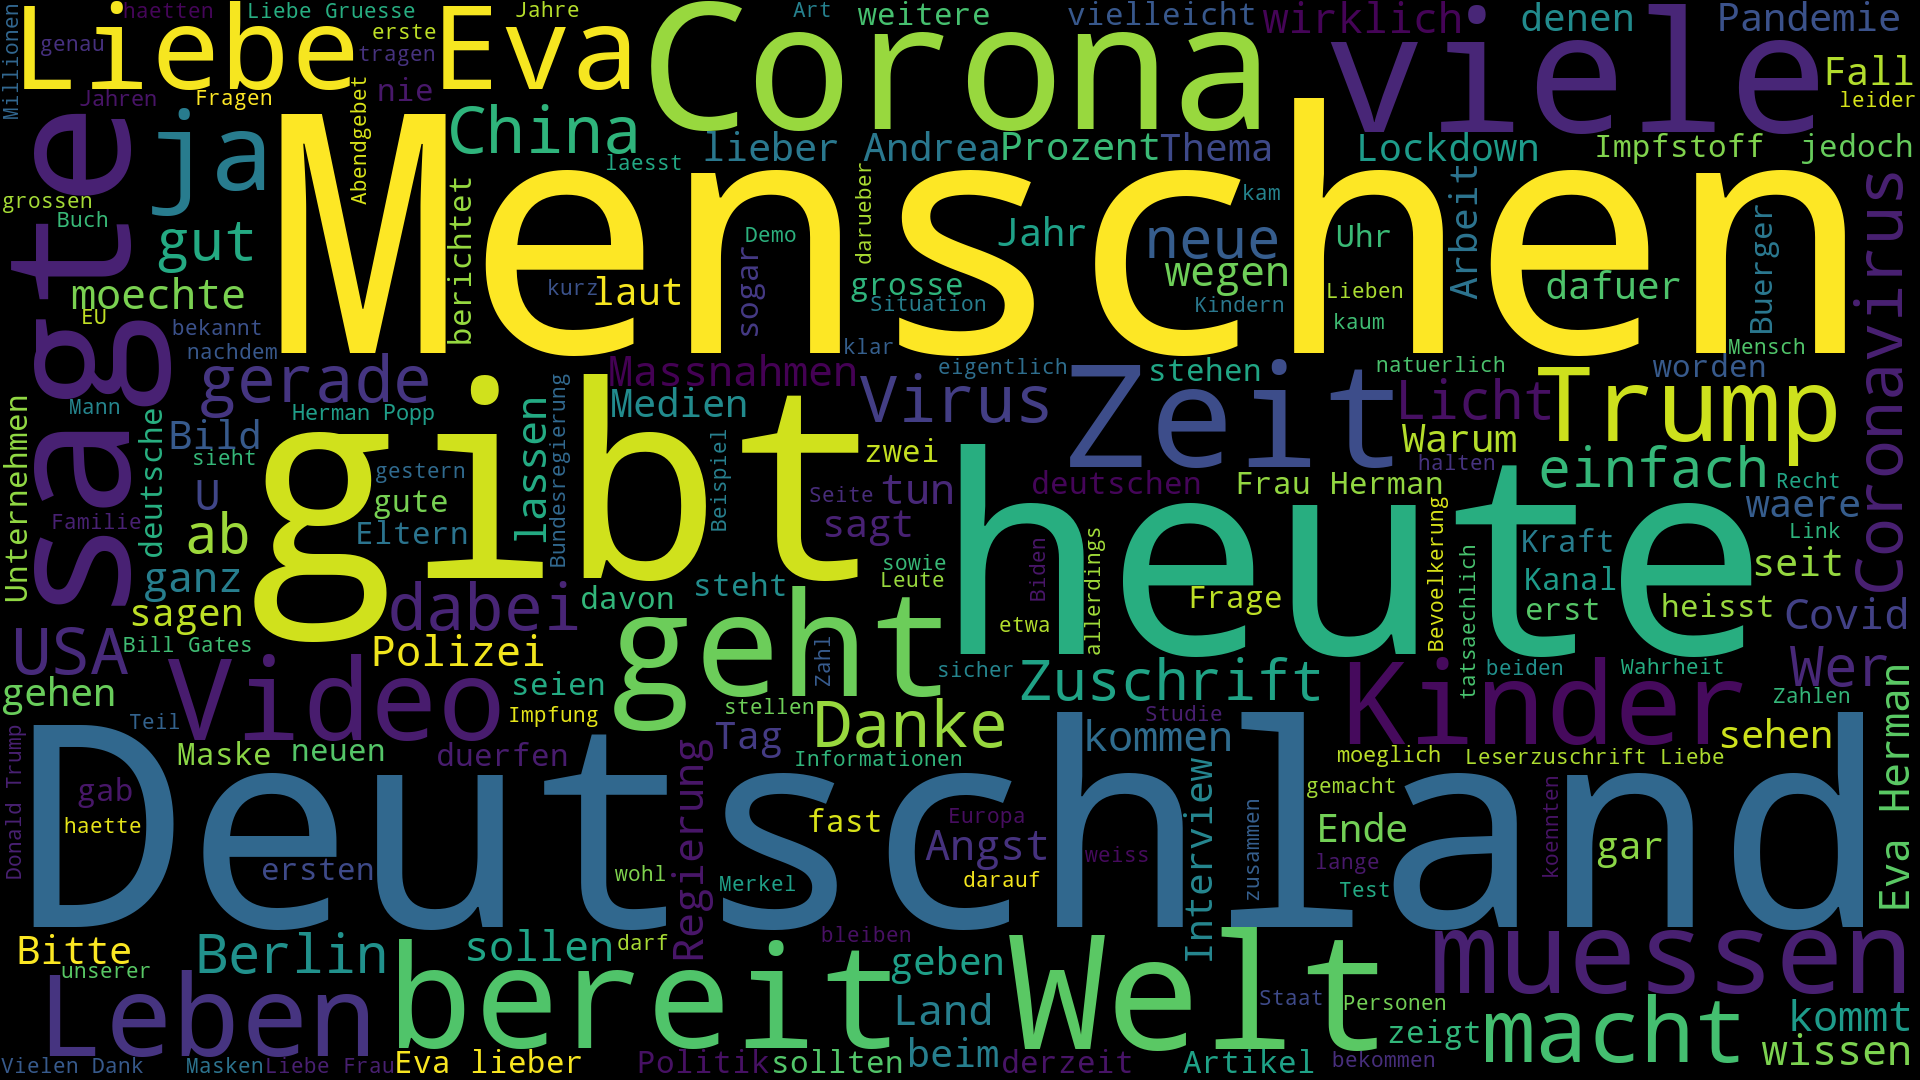 Millionen
haetten
Liebe Gruesse
Jahre
Art
weitere
vielleicht
wirklich
denen
Pandemie
genau
Liebe
erste
tragen
Eva
Corona
viele
Fall
leider
Jahren
Fragen
nie
Abendgebet
China
laesst
lieber
Andrea
Prozent
Thema
Lockdown
Impfstoff
jedoch
sagte
ja
Menschen
grossen
Buch
gut
berichtet
Demo
darueber
Jahr
kam
neue
Uhr
Arbeit
Buerger
Coronavirus
moechte
EU
kurz
laut
sogar
grosse
Situation
wegen
Kindern
Lieben
kaum
dafuer
bekannt
nachdem
klar
Mensch
gerade
Massnahmen
eigentlich
stehen
natuerlich
worden
Unternehmen
Mann
deutsche
Bild
Herman Popp
lassen
Bundesregierung
Medien
Virus
Zeit
Licht
Trump
sieht
gestern
gibt
Beispiel
zwei
Warum
halten
einfach
Recht
U
gute
Seite
tun
deutschen
Frau Herman
heute
waere
Familie
ab
Eltern
sagt
Bevoelkerung
Kraft
Link
ganz
steht
sowie
Leute
Biden
allerdings
tatsaechlich
Kanal
seit
sagen
dabei
davon
geht
etwa
Frage
erst
heisst
Covid
USA
Bill Gates
Polizei
Zahl
sicher
Zuschrift
Kinder
beiden
Wahrheit
Wer
gehen
Video
seien
Impfung
stellen
Danke
Studie
Zahlen
Eva Herman
Teil
Maske
neuen
duerfen
Tag
Informationen
kommen
moeglich
Leserzuschrift Liebe
sehen
Donald Trump
gab
haette
Deutschland
Regierung
fast
Europa
Angst
weiss
Interview
zusammen
gemacht
Ende
koennten
gar
ersten
wohl
Merkel
darauf
lange
Test
Bitte
unserer
Berlin
sollen
darf
bleiben
geben
Welt
muessen
Leben
bereit
Land
Staat
Personen
zeigt
macht
kommt
Vielen Dank
Masken
Liebe Frau
Eva lieber
Politik
sollten
beim
derzeit
Artikel
bekommen
wissen